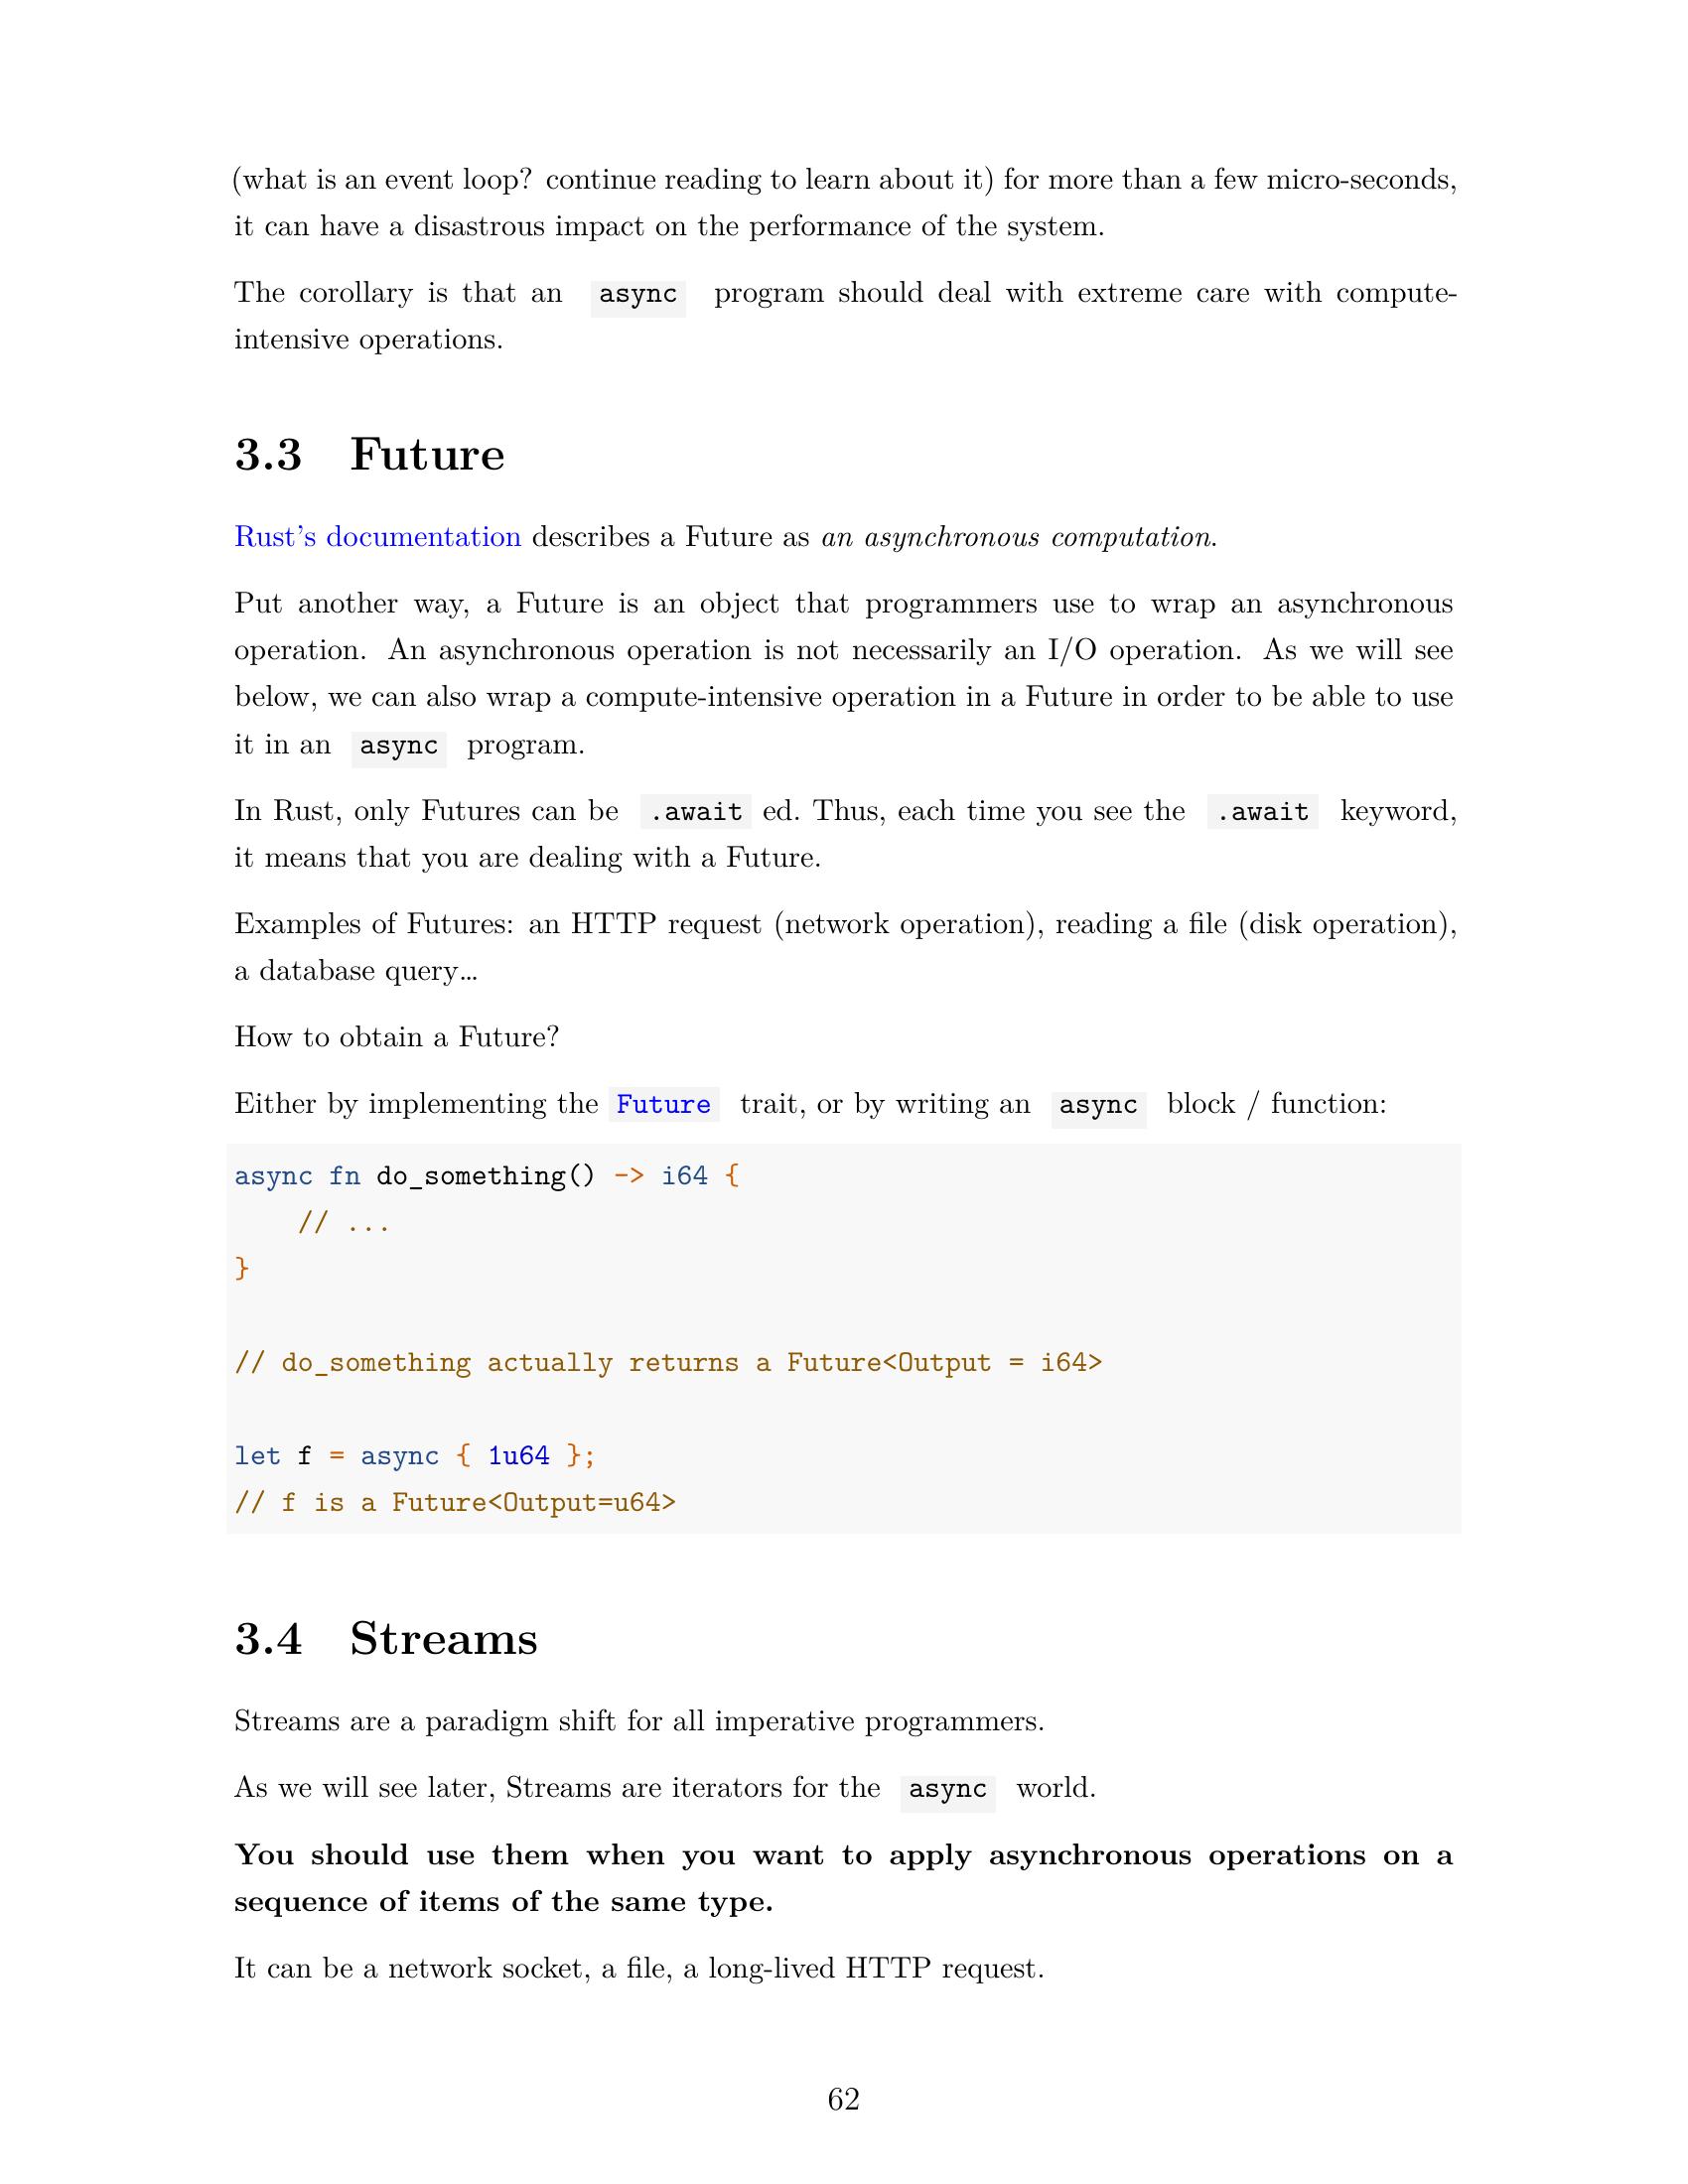 (what is an event loop? continue reading to learn about it) for more than a few micro-seconds,
it can have a disastrous impact on the performance of the system.
The corollary is that an async program should deal with extreme care with compute-
intensive operations.
3.3 Future
Rust's documentation describes a Future as an asynchronous computation.
Put another way, a Future is an object that programmers use to wrap an asynchronous
operation. An asynchronous operation is not necessarily an I/O operation. As we will see
below, we can also wrap a compute-intensive operation in a Future in order to be able to use
it in an async program.
In Rust, only Futures can be .await ed. Thus, each time you see the .await keyword,
it means that you are dealing with a Future.
Examples of Futures: an HTTP request (network operation), reading a file (disk operation),
a database query…
How to obtain a Future?
Either by implementing the Future trait, or by writing an async block / function:
async fn do_something() -> i64 {
    // ...
}
// do_something actually returns a Future<Output = i64>
let f = async { 1u64 };
// f is a Future<Output=u64>
3.4 Streams
Streams are a paradigm shift for all imperative programmers.
As we will see later, Streams are iterators for the async world.
You should use them when you want to apply asynchronous operations on a
sequence of items of the same type.
It can be a network socket, a file, a long-lived HTTP request.
62